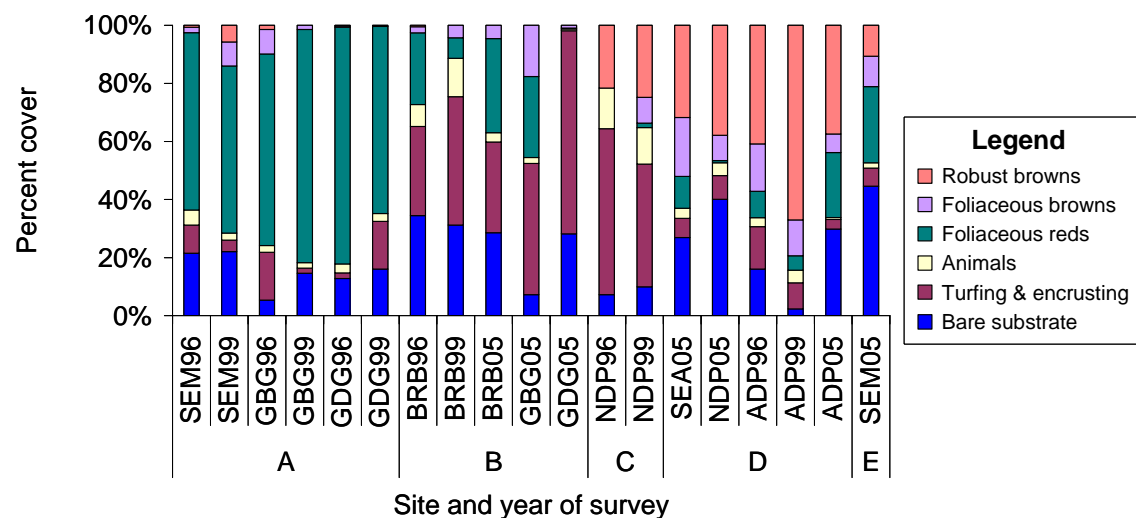 Percent cover
100%
80%
60%
40%
20%
0%
SEM96
SEM99
GBG96
GBG99
GDG96
GDG99
BRB96
BRB99
BRB05
GBG05
GDG05
NDP96
NDP99
SEA05
NDP05
ADP96
ADP99
ADP05
SEM05
A B C D E
Site and year of survey
Legend
Robust browns
Foliaceous browns
Foliaceous reds
Animals
Turfing & encrusting
Bare substrate